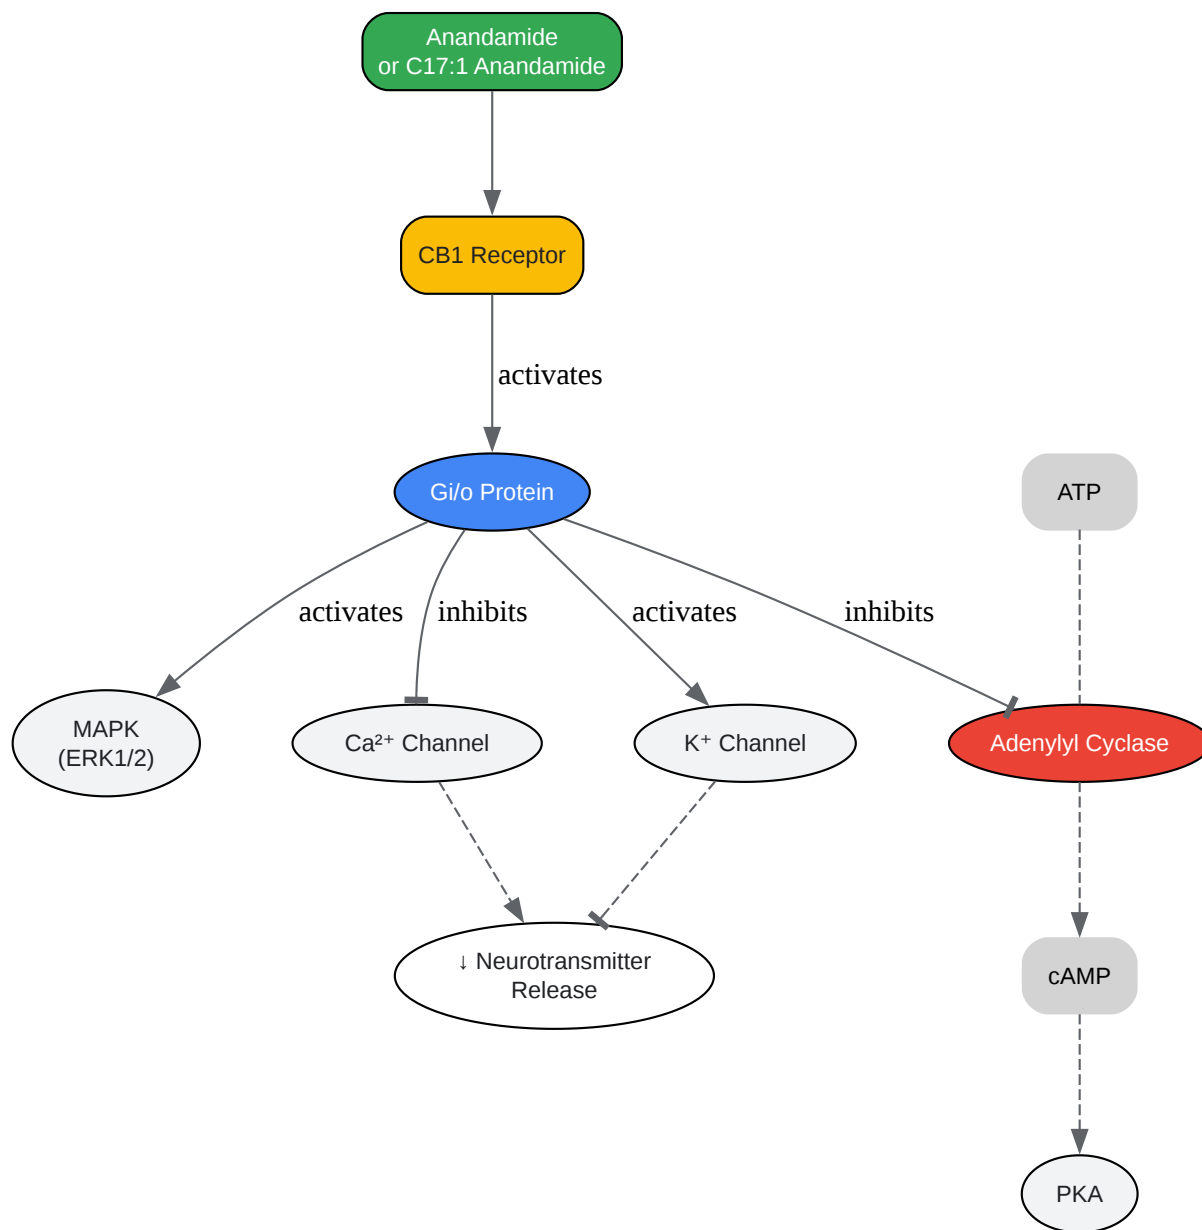 Anandamide
or C17:1 Anandamide
CB1 Receptor
activates
Gi/o Protein
ATP
activates
inhibits
activates
inhibits
MAPK
(ERK1/2)
Ca²⁺ Channel
K⁺ Channel
Adenylyl Cyclase
↓ Neurotransmitter
Release
cAMP
PKA